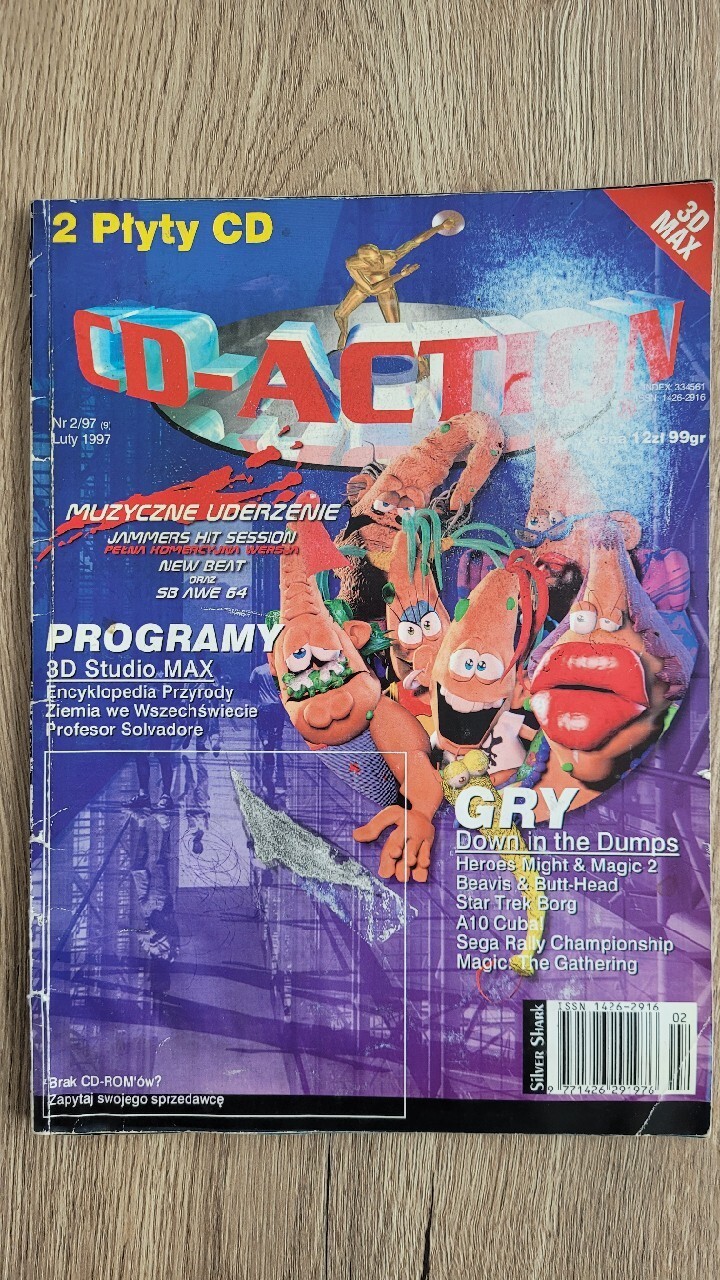 2 Płyty CD
3D
MAX
CD-ACTION
INDEX: 334561
ISSN: 1-426-2916
Nr 2/97 (9)
Luty 1997
cena 12zł 99gr
MUZYCZNE UDERZENIE
JAMMERS HIT SESSION
PEŁNA KOMERCYJNA WERSJA
NEW BEAT
ORAZ
SB AWE 64
PROGRAMY
3D Studio MAX
Encyklopedia Przyrody
Ziemia we Wszechświecie
Profesor Solvadore
GRY
Down in the Dumps
Heroes Might & Magic 2
Beavis & Butt-Head
Star Trek Borg
A10 Cuba!
Sega Rally Championship
Magic: The Gathering
Brak CD-ROM'ów?
Zapytaj swojego sprzedawcę
Silver Shark
ISSN 1426-2916
02
9 771426 291976